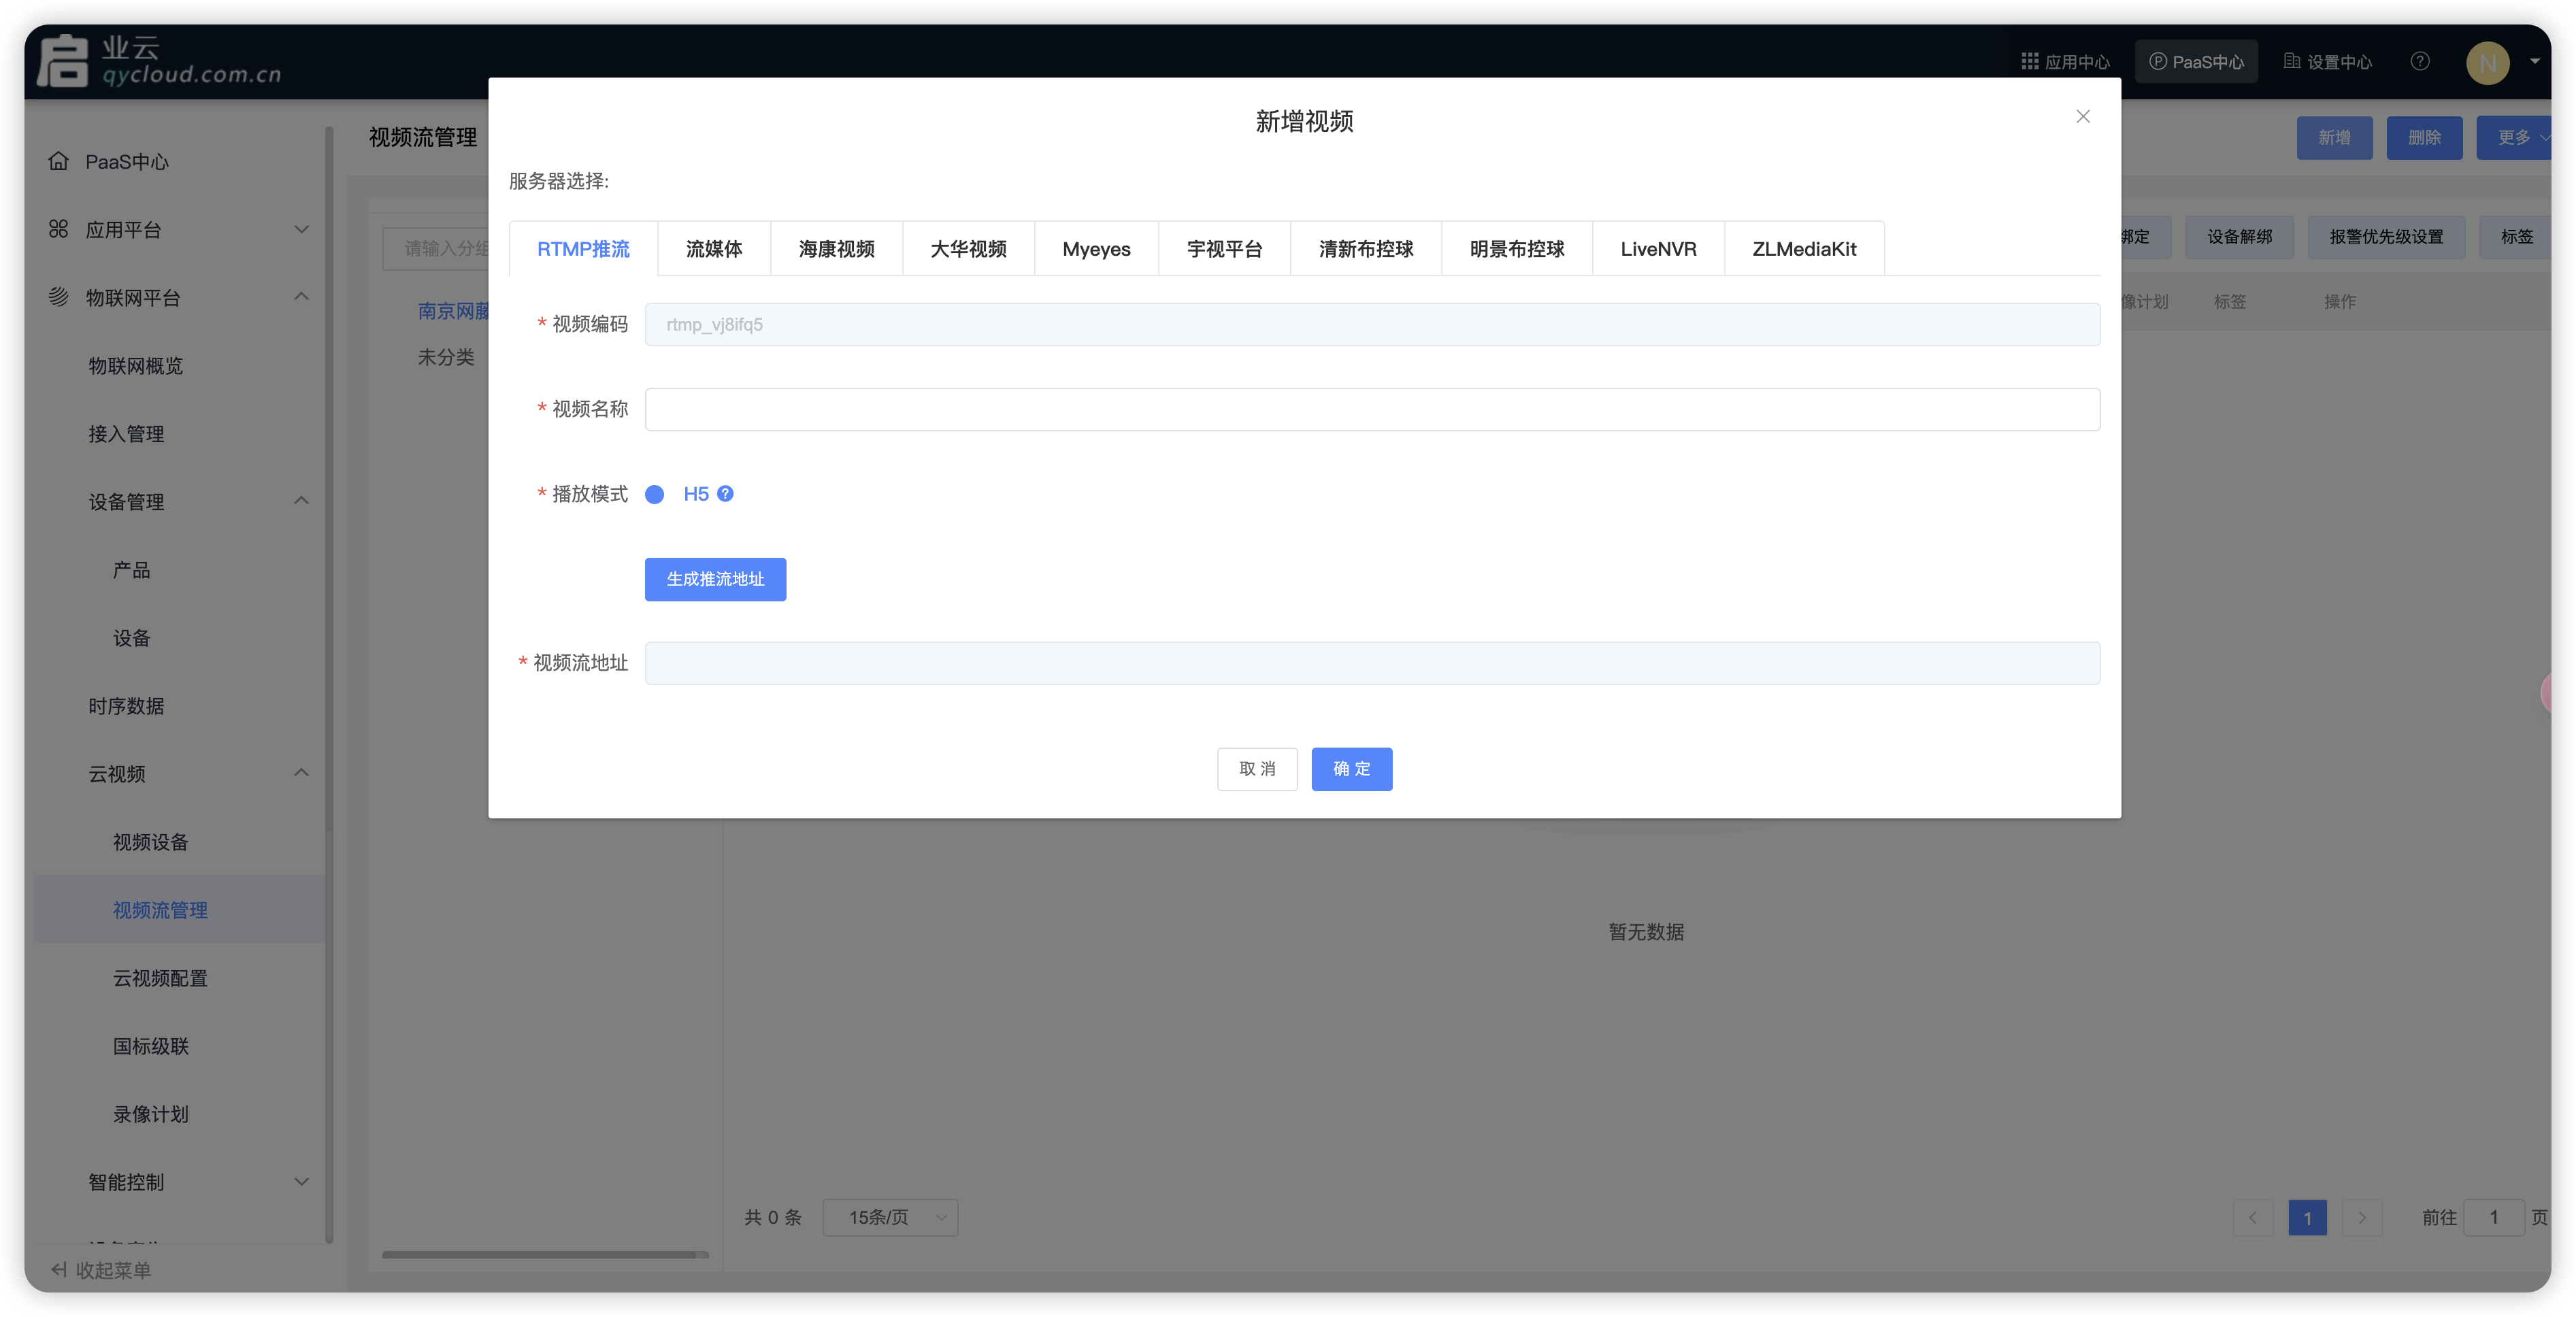 启 业云
qycloud.com.cn
应用中心
PaaS中心
设置中心
N
PaaS中心
应用平台
物联网平台
物联网概览
接入管理
设备管理
产品
设备
时序数据
云视频
视频设备
视频流管理
云视频配置
国标级联
录像计划
智能控制
收起菜单
视频流管理
新增
删除
更多
请输入分组
南京网藤
未分类
绑定
设备解绑
报警优先级设置
标签
像计划
标签
操作
新增视频
服务器选择:
RTMP推流
流媒体
海康视频
大华视频
Myeyes
宇视平台
清新布控球
明景布控球
LiveNVR
ZLMediaKit
* 视频编码
rtmp_vj8ifq5
* 视频名称
* 播放模式
H5
生成推流地址
* 视频流地址
取 消
确 定
暂无数据
共 0 条
15条/页
1
前往
1
页